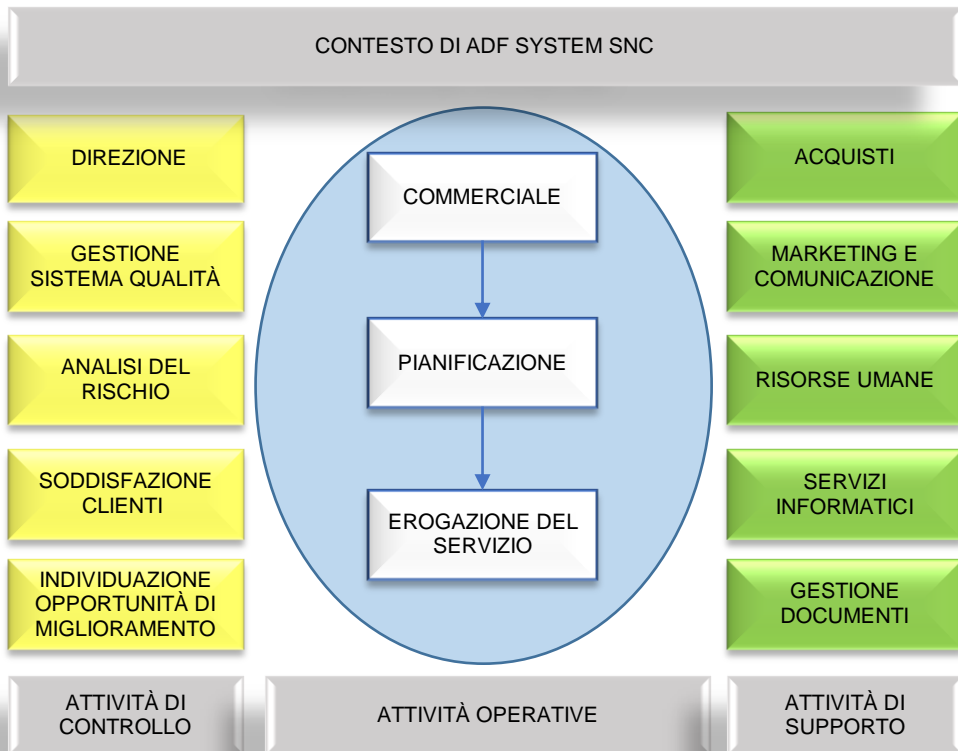 CONTESTO DI ADF SYSTEM SNC
DIREZIONE
GESTIONE
SISTEMA QUALITÀ
ANALISI DEL
RISCHIO
SODDISFAZIONE
CLIENTI
INDIVIDUAZIONE
OPPORTUNITÀ DI
MIGLIORAMENTO
COMMERCIALE
PIANIFICAZIONE
EROGAZIONE DEL
SERVIZIO
ACQUISTI
MARKETING E
COMUNICAZIONE
RISORSE UMANE
SERVIZI
INFORMATICI
GESTIONE
DOCUMENTI
ATTIVITÀ DI
CONTROLLO
ATTIVITÀ OPERATIVE
ATTIVITÀ DI
SUPPORTO